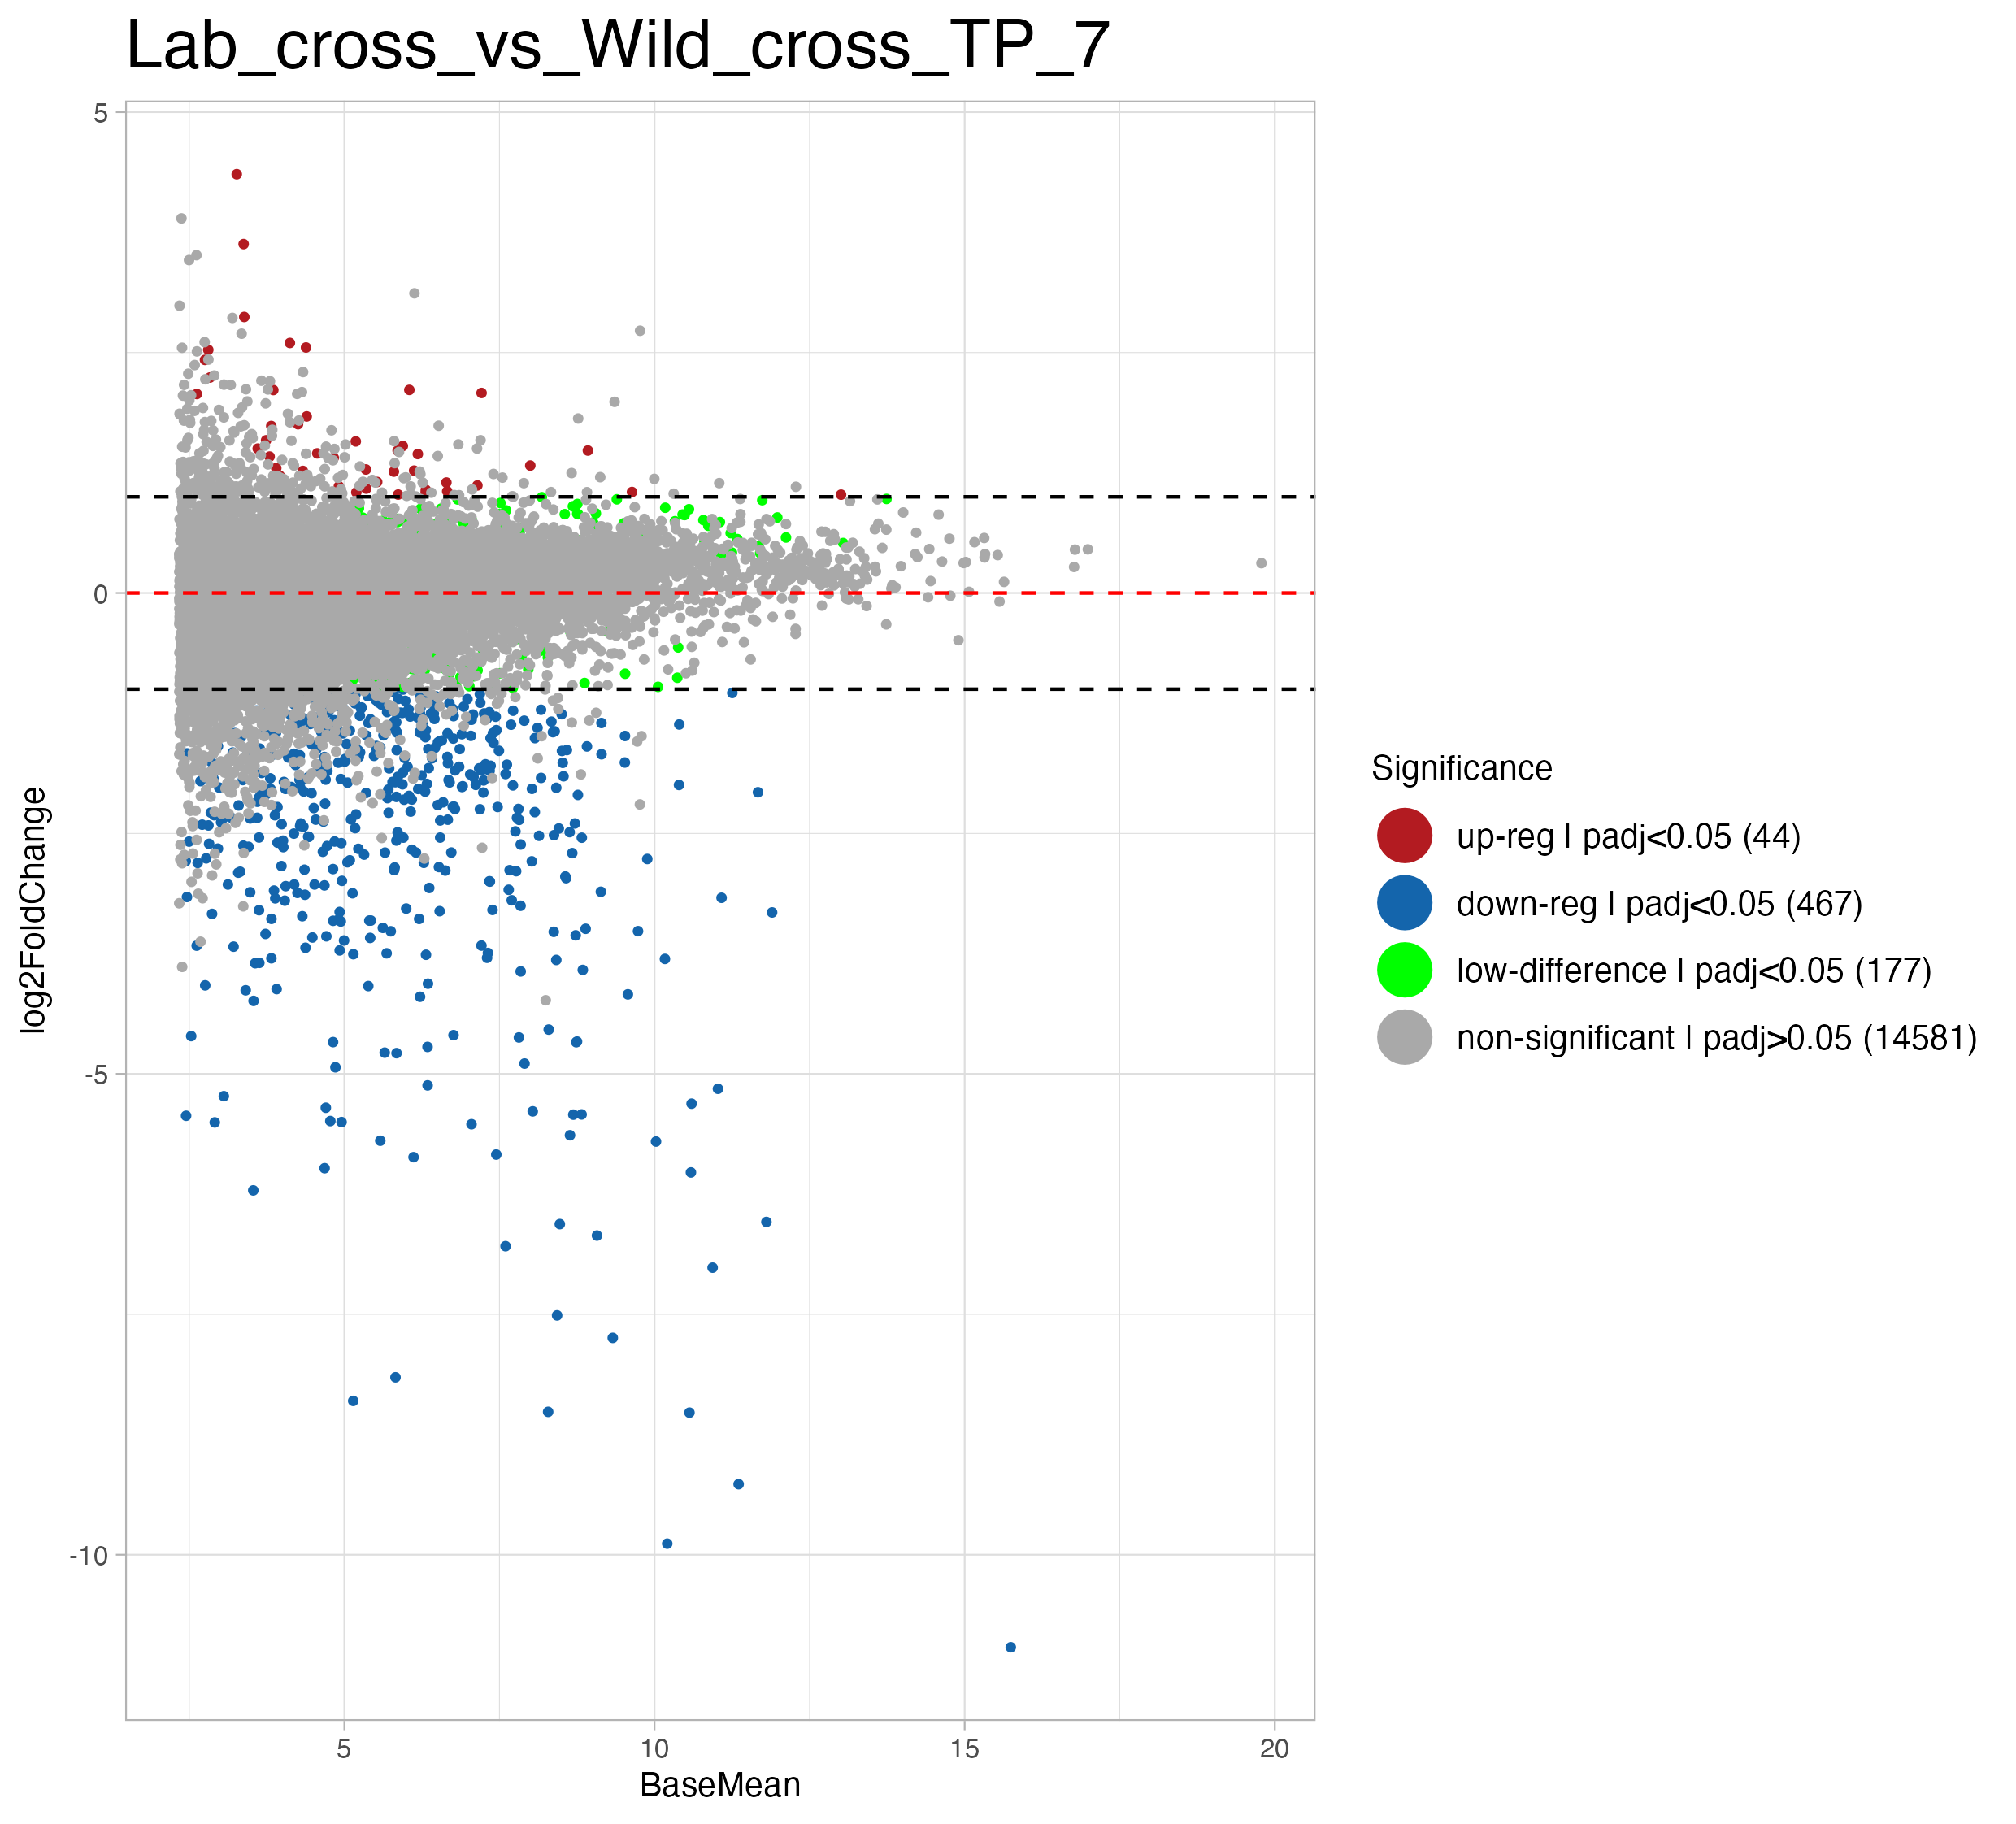 Lab_cross_vs_Wild_cross_TP_7
5
0
-5
-10
log2FoldChange
5
10
15
20
BaseMean
Significance
up-reg | padj<0.05 (44)
down-reg | padj<0.05 (467)
low-difference | padj<0.05 (177)
non-significant | padj>0.05 (14581)